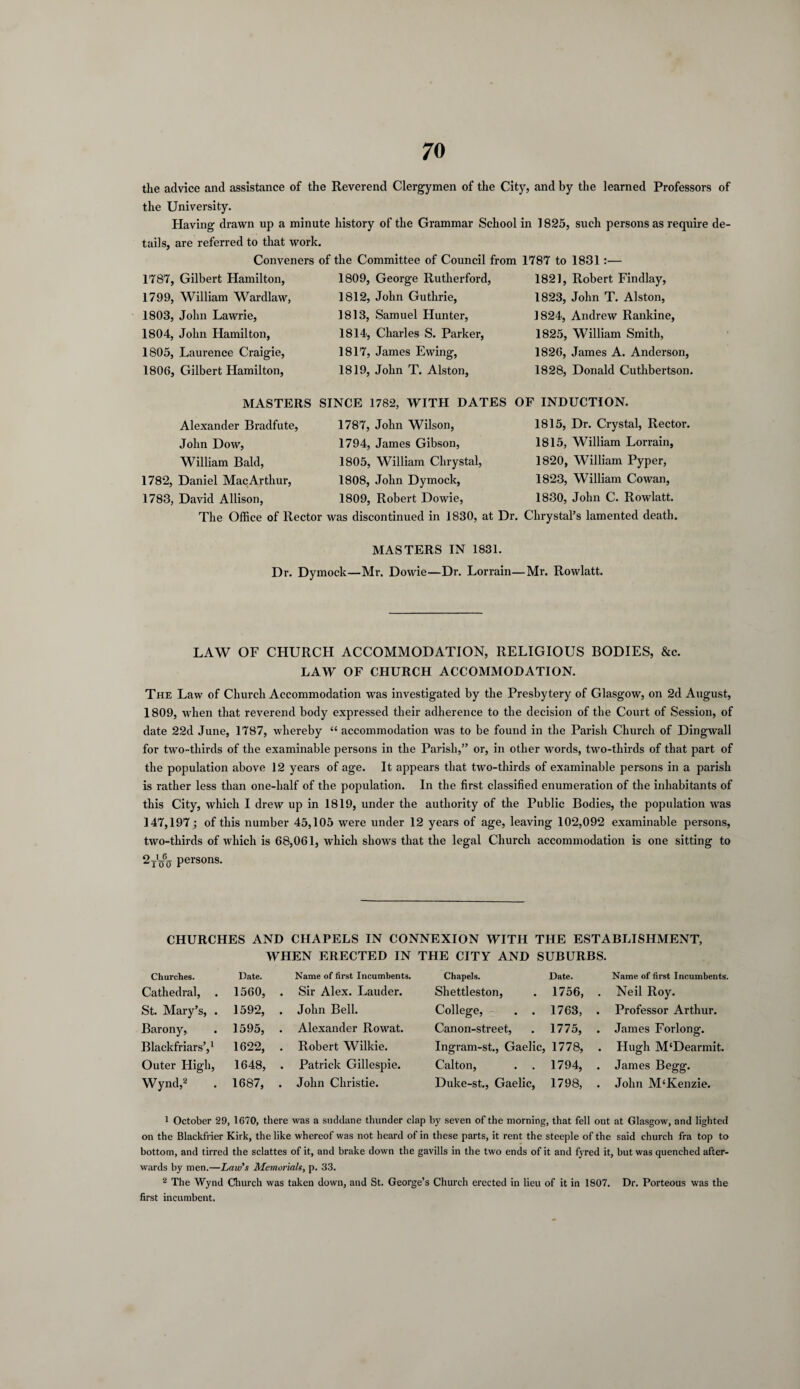 70
the advice and assistance of the Reverend Clergymen of the City, and by the learned Professors of
the University.
Having drawn up a minute history of the Grammar School in 1825, such persons as require de-
tails, are referred to that work.
Conveners of the Committee of Council from 1787 to 1831 :—
1787, Gilbert Hamilton, 1809, George Rutherford, 1821, Robert Findlay,
1799, William Wardlaw, 1812, John Guthrie, 1823, John T. Alston,
1803, John Lawrie, 1813, Samuel Hunter, 1824, Andrew Rankine,
1804, John Hamilton, 1814, Charles S. Parker, 1825, William Smith,
1805, Laurence Craigie, 1817, James Ewing, 1826, James A. Anderson,
1806, Gilbert Hamilton, 1819, John T. Alston, 1828, Donald Cuthbertson.
MASTERS SINCE 1782, WITH DATES OF INDUCTION.
Alexander Bradfute, 1787, John Wilson, 1815, Dr. Crystal, Rector.
John Dow, 1794, James Gibson, 1815, William Lorrain,
William Bald, 1805, William Chrystal, 1820, William Pyper,
1782, Daniel MacArthur, 1808, John Dymock, 1823, William Cowan,
1783, David Allison, 1809, Robert Dowie, 1830, John C. Rowlatt.
The Office of Rector was discontinued in 1830, at Dr. Chrystal's lamented death.
MASTERS IN 1831.
Dr. Dymock—Mr. Dowie—Dr. Lorrain—Mr. Rowlatt.
LAW OF CHURCH ACCOMMODATION, RELIGIOUS BODIES, &c.
LAW OF CHURCH ACCOMMODATION.
The Law of Church Accommodation was investigated by the Presbytery of Glasgow, on 2d August,
1809, when that reverend body expressed their adherence to the decision of the Court of Session, of
date 22d June, 1787, whereby “ accommodation was to be found in the Parish Church of Dingwall
for two-thirds of the examinable persons in the Parish,” or, in other words, two-thirds of that part of
the population above 12 years of age. It appears that two-thirds of examinable persons in a parish
is rather less than one-half of the population. In the first classified enumeration of the inhabitants of
this City, which I drew up in 1819, under the authority of the Public Bodies, the population was
147,197; of this number 45,105 were under 12 years of age, leaving 102,092 examinable persons,
two-thirds of which is 68,061, which shows that the legal Church accommodation is one sitting to
2 16/100 persons.
CHURCHES AND CHAPELS IN CONNEXION WITH THE ESTABLISHMENT,
WHEN ERECTED IN THE CITY AND SUBURBS.
Churches. Date. Name of first Incumbents. Chapels. Date. Name of first Incumbents.
Cathedral, . 1560, . Sir Alex. Lauder. Shettleston, . 1756, . Neil Roy.
St. Mary's, . 1592, . John Bell. College, . . 1763, . Professor Arthur.
Barony, . 1595, . Alexander Rowat. Canon-street, . 1775, . James Forlong.
Blackfriars',¹ 1622, . Robert Wilkie. Ingram-st., Gaelic, 1778, . Hugh M‘Dearmit.
Outer High, 1648, . Patrick Gillespie. Calton, . . 1794, . James Begg.
Wynd,² . 1687, . John Christie. Duke-st., Gaelic, 1798, . John M‘Kenzie.
¹ October 29, 1670, there was a suddane thunder clap by seven of the morning, that fell out at Glasgow, and lighted
on the Blackfrier Kirk, the like whereof was not heard of in these parts, it rent the steeple of the said church fra top to
bottom, and tirred the sclattes of it, and brake down the gavills in the two ends of it and fyred it, but was quenched after-
wards by men.—Law's Memorials, p. 33.
² The Wynd Church was taken down, and St. George's Church erected in lieu of it in 1807. Dr. Porteous was the
first incumbent.